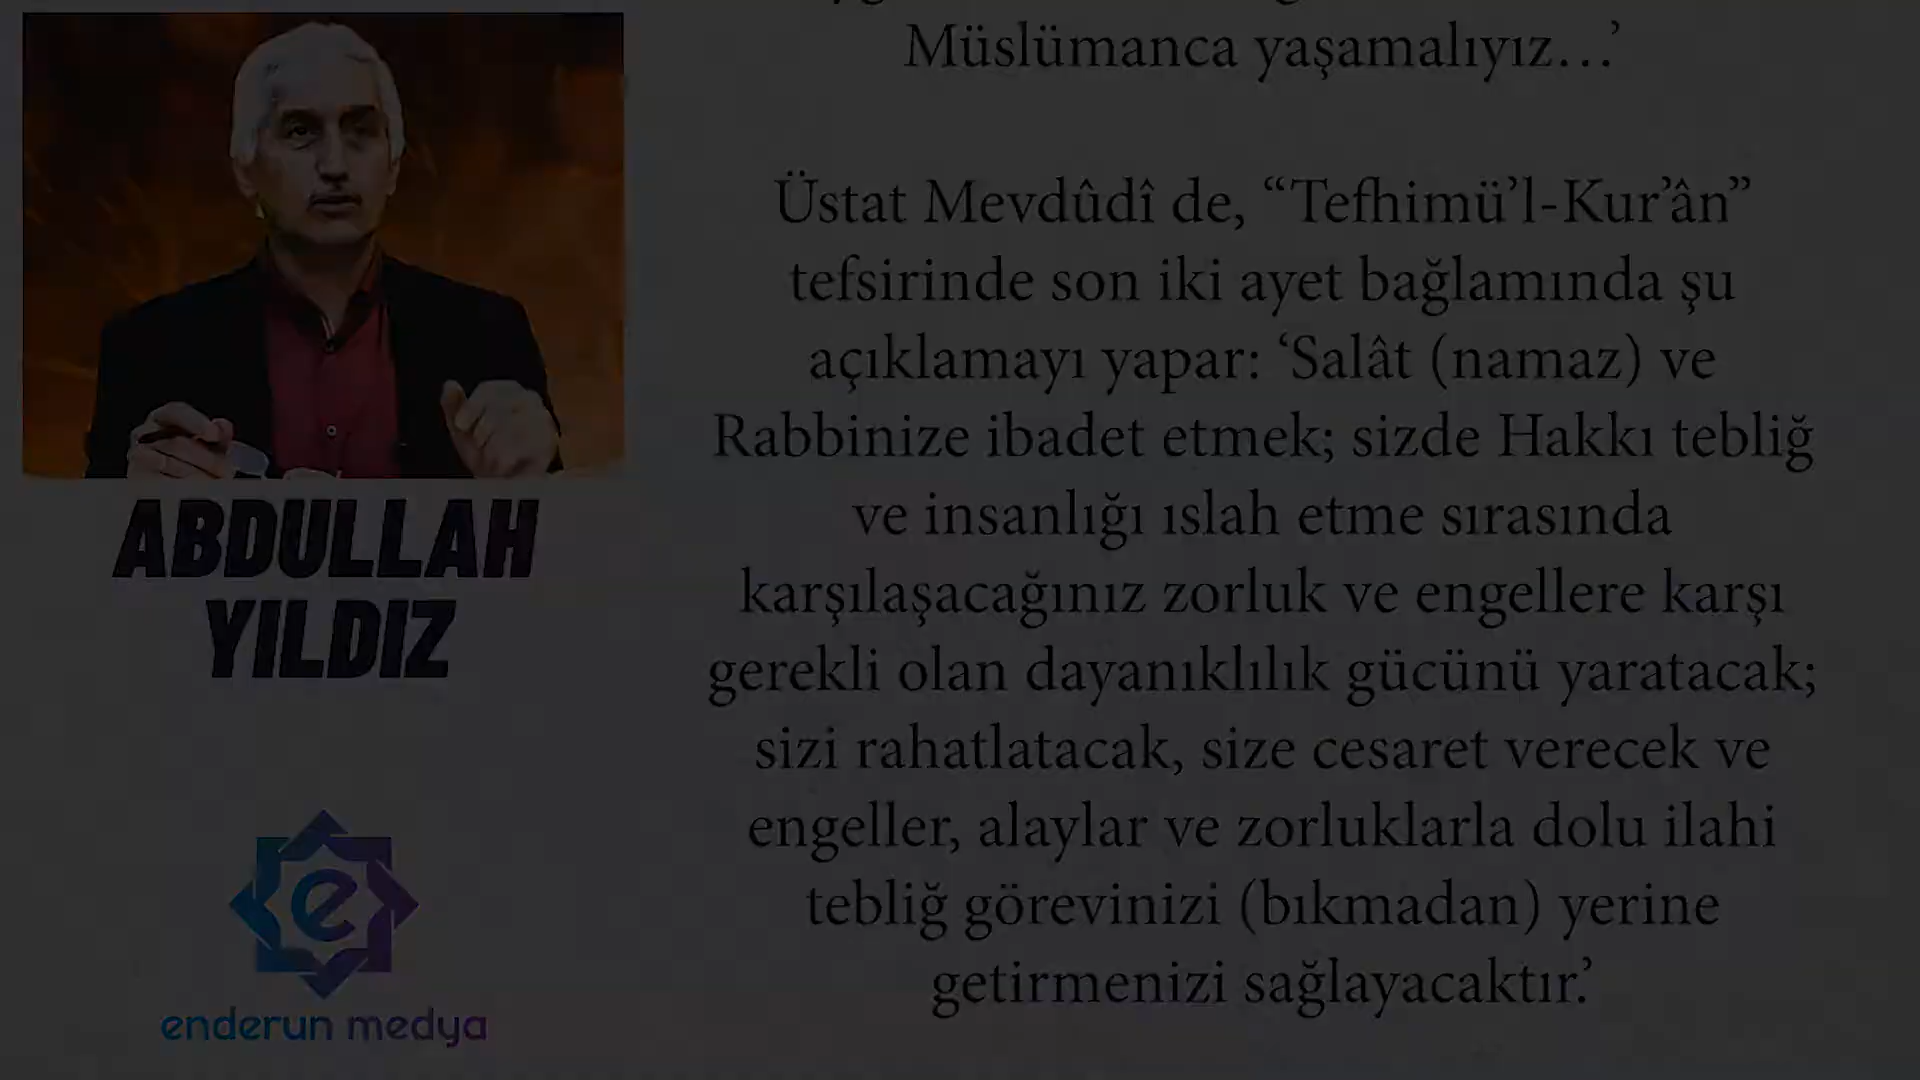 Müslümanca yaşamalıyız…’
Üstat Mevdûdî de, “Tefhimü’l-Kur’ân”
tefsirinde son iki ayet bağlamında şu
açıklamayı yapar: ‘Salât (namaz) ve
Rabbinize ibadet etmek; sizde Hakkı tebliğ
ve insanlığı ıslah etme sırasında
karşılaşacağınız zorluk ve engellere karşı
gerekli olan dayanıklılık gücünü yaratacak;
sizi rahatlatacak, size cesaret verecek ve
engeller, alaylar ve zorluklarla dolu ilahi
tebliğ görevinizi (bıkmadan) yerine
getirmenizi sağlayacaktır.’
ABDULLAH
YILDIZ
e
enderun medya